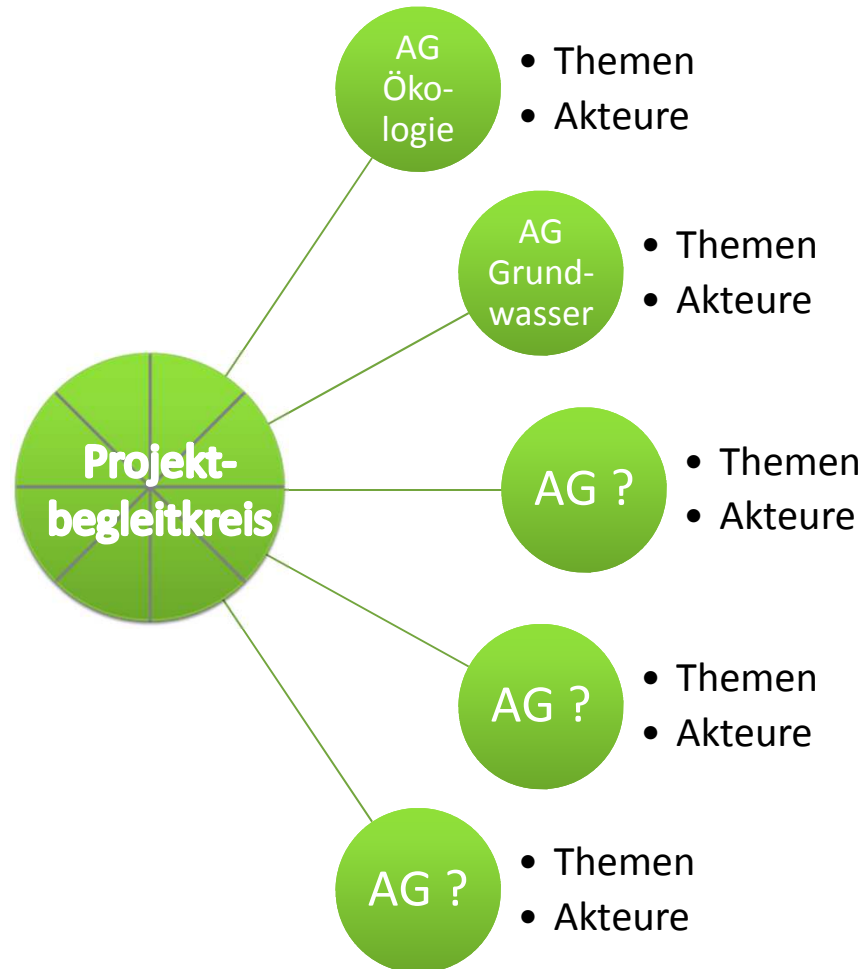 AG
Öko-
logie
• Themen
• Akteure
AG
Grund-
wasser
• Themen
• Akteure
Projekt-
begleitkreis
AG ?
• Themen
• Akteure
AG ?
• Themen
• Akteure
AG ?
• Themen
• Akteure